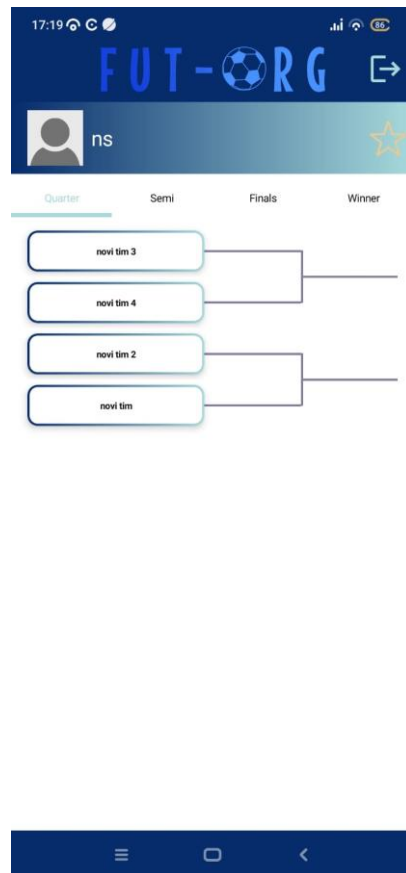 17:19
86
FUT-ORG
ns
Quarter Semi Finals Winner
novi tim 3
novi tim 4
novi tim 2
novi tim